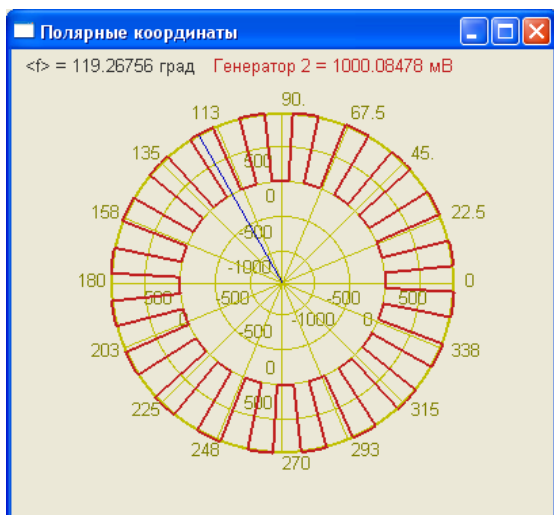 Полярные координаты
<f> = 119.26756 град Генератор 2 = 1000.08478 мВ
90.
113 67.5
135 45.
500
158 0 22.5
-500
-1000
180 500 -500 -500 500 0
0 -1000 0
-500
203 338
0
225 500 315
248 293
270